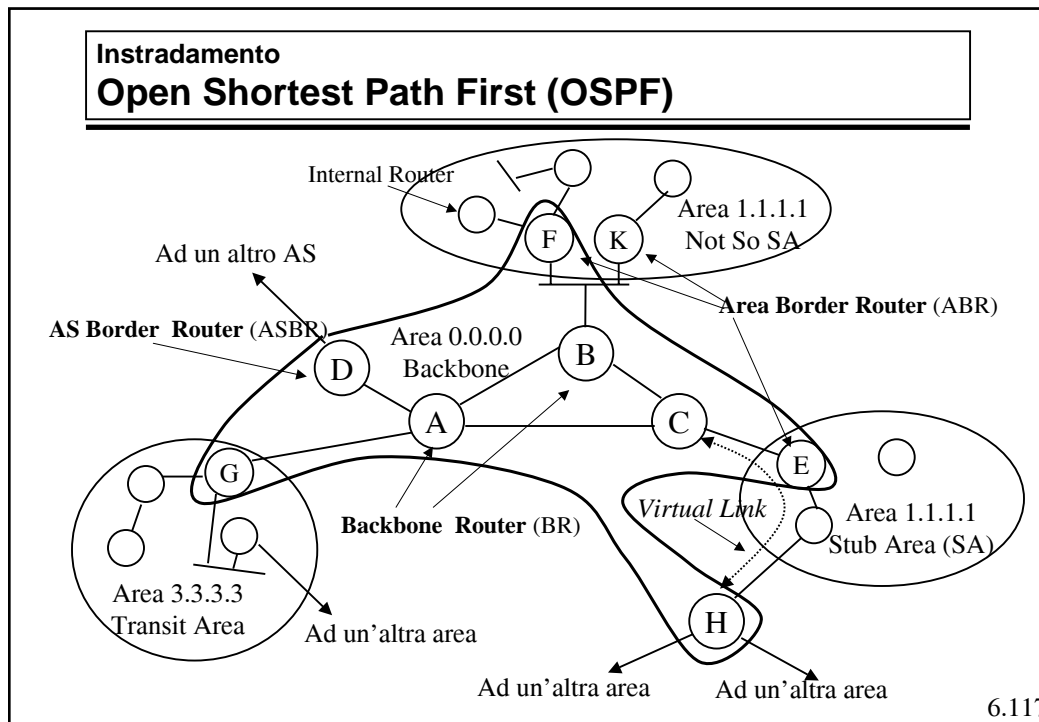 Instradamento
Open Shortest Path First (OSPF)
Internal Router
Area 1.1.1.1
Not So SA
F
K
Ad un altro AS
Area Border Router (ABR)
AS Border Router (ASBR)
Area 0.0.0.0
Backbone
B
D
A
C
G
E
Virtual Link
Area 1.1.1.1
Stub Area (SA)
Backbone Router (BR)
Area 3.3.3.3
Transit Area
Ad un'altra area
H
Ad un'altra area
Ad un'altra area
6.117